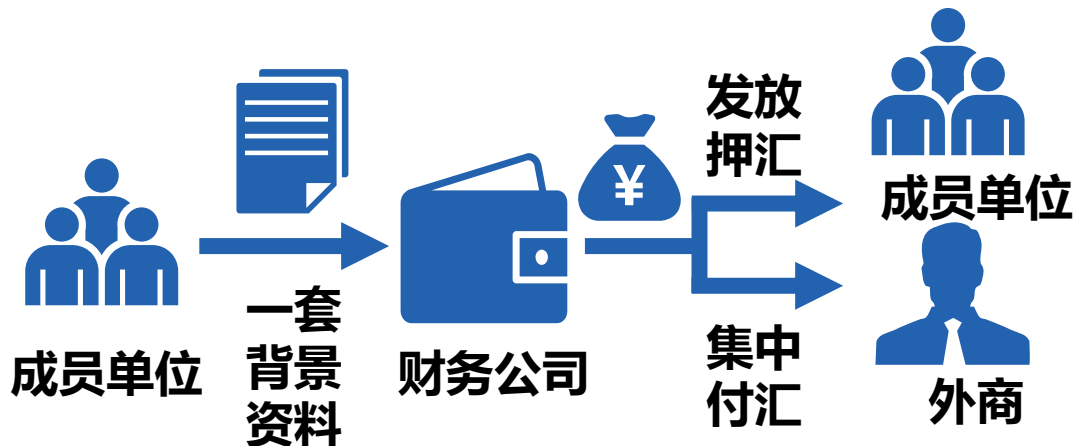 成员单位
一套
背景
资料
财务公司
¥
发放
押汇
成员单位
集中
付汇
外商